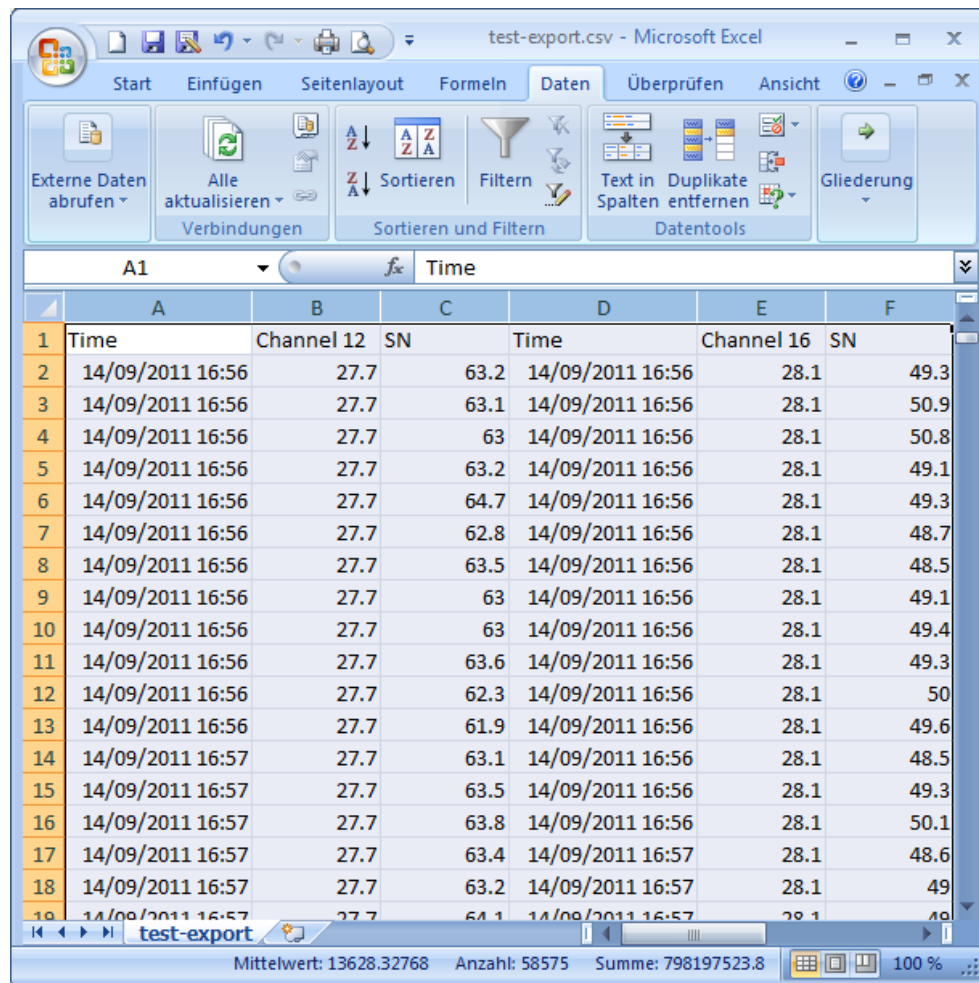 test-export.csv - Microsoft Excel
Start Einfügen Seitenlayout Formeln Daten Überprüfen Ansicht
Externe Daten abrufen
Alle aktualisieren
Sortieren
Filtern
Text in Spalten
Duplikate entfernen
Gliederung
Verbindungen
Sortieren und Filtern
Datentools
A1 fx Time
A B C D E F
1 Time Channel 12 SN Time Channel 16 SN
2 14/09/2011 16:56 27.7 63.2 14/09/2011 16:56 28.1 49.3
3 14/09/2011 16:56 27.7 63.1 14/09/2011 16:56 28.1 50.9
4 14/09/2011 16:56 27.7 63 14/09/2011 16:56 28.1 50.8
5 14/09/2011 16:56 27.7 63.2 14/09/2011 16:56 28.1 49.1
6 14/09/2011 16:56 27.7 64.7 14/09/2011 16:56 28.1 49.3
7 14/09/2011 16:56 27.7 62.8 14/09/2011 16:56 28.1 48.7
8 14/09/2011 16:56 27.7 63.5 14/09/2011 16:56 28.1 48.5
9 14/09/2011 16:56 27.7 63 14/09/2011 16:56 28.1 49.1
10 14/09/2011 16:56 27.7 63 14/09/2011 16:56 28.1 49.4
11 14/09/2011 16:56 27.7 63.6 14/09/2011 16:56 28.1 49.3
12 14/09/2011 16:56 27.7 62.3 14/09/2011 16:56 28.1 50
13 14/09/2011 16:56 27.7 61.9 14/09/2011 16:56 28.1 49.6
14 14/09/2011 16:57 27.7 63.1 14/09/2011 16:56 28.1 48.5
15 14/09/2011 16:57 27.7 63.5 14/09/2011 16:56 28.1 49.3
16 14/09/2011 16:57 27.7 63.8 14/09/2011 16:56 28.1 50.1
17 14/09/2011 16:57 27.7 63.4 14/09/2011 16:57 28.1 48.6
18 14/09/2011 16:57 27.7 63.2 14/09/2011 16:57 28.1 49
19 14/09/2011 16:57 27.7 64.1 14/09/2011 16:57 28.1 49
test-export
Mittelwert: 13628.32768 Anzahl: 58575 Summe: 798197523.8 100 %